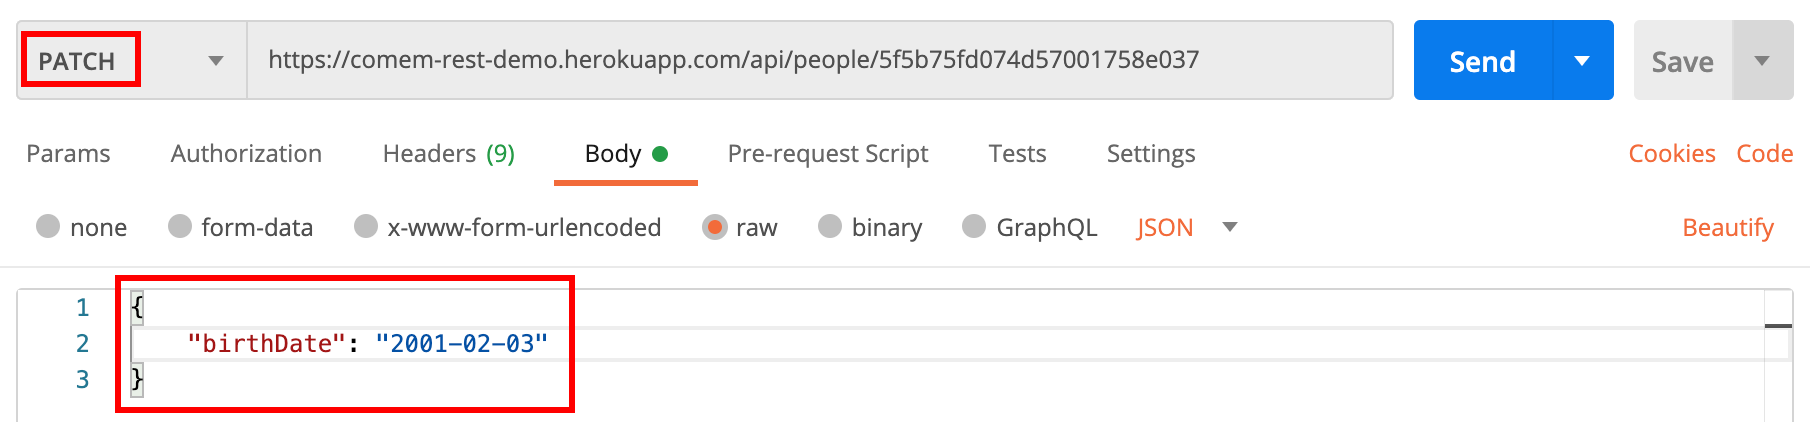 PATCH https://comem-rest-demo.herokuapp.com/api/people/5f5b75fd074d57001758e037 Send Save
Params Authorization Headers (9) Body Pre-request Script Tests Settings Cookies Code
none form-data x-www-form-urlencoded raw binary GraphQL JSON Beautify
1 {
2 "birthDate": "2001-02-03"
3 }